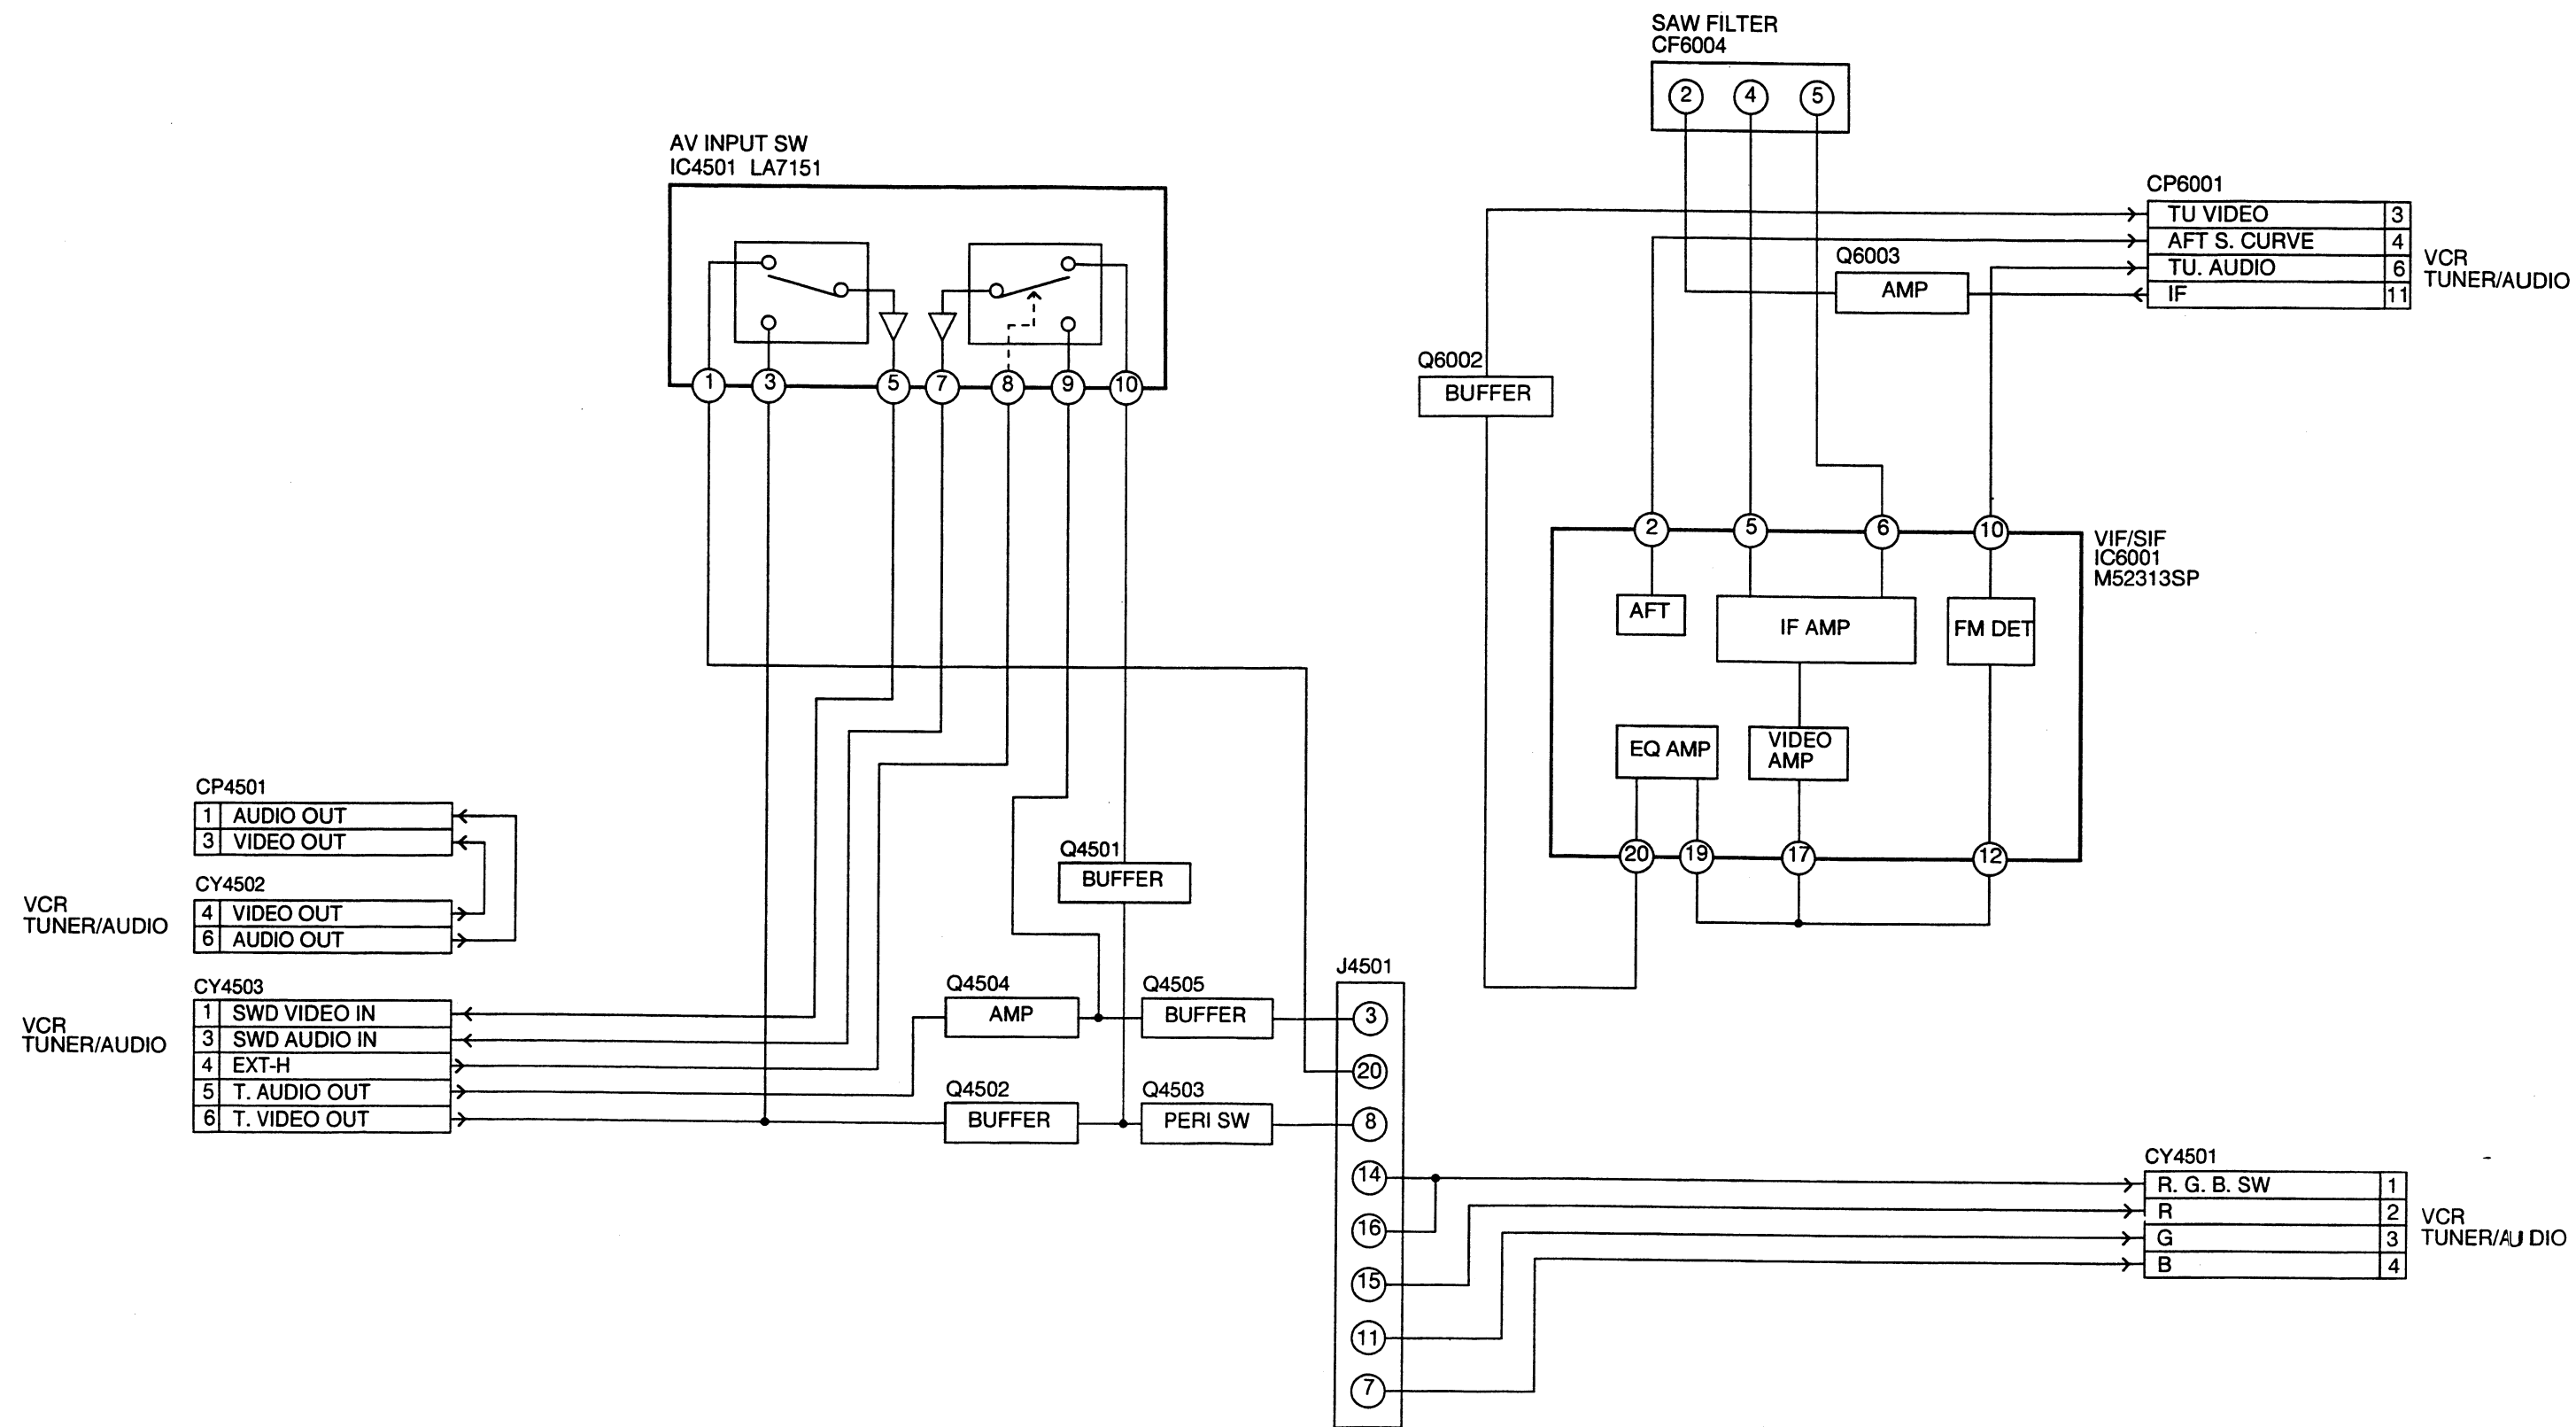 SAW FILTER
CF6004
2 4 5
AV INPUT SW
IC4501 LA7151
1 3 5 7 8 9 10
CP6001
TU VIDEO 3
AFT S. CURVE 4
TU. AUDIO 6
IF 11
VCR
TUNER/AUDIO
Q6003
AMP
Q6002
BUFFER
2 5 6 10
VIF/SIF
IC6001
M52313SP
AFT
IF AMP
FM DET
EQ AMP
VIDEO
AMP
20 19 17 12
CP4501
1 AUDIO OUT
3 VIDEO OUT
CY4502
4 VIDEO OUT
6 AUDIO OUT
VCR
TUNER/AUDIO
CY4503
1 SWD VIDEO IN
3 SWD AUDIO IN
4 EXT-H
5 T. AUDIO OUT
6 T. VIDEO OUT
VCR
TUNER/AUDIO
Q4501
BUFFER
Q4504
AMP
Q4505
BUFFER
Q4502
BUFFER
Q4503
PERI SW
J4501
3
20
8
14
16
15
11
7
CY4501
R. G. B. SW 1
R 2
G 3
B 4
VCR
TUNER/AUDIO